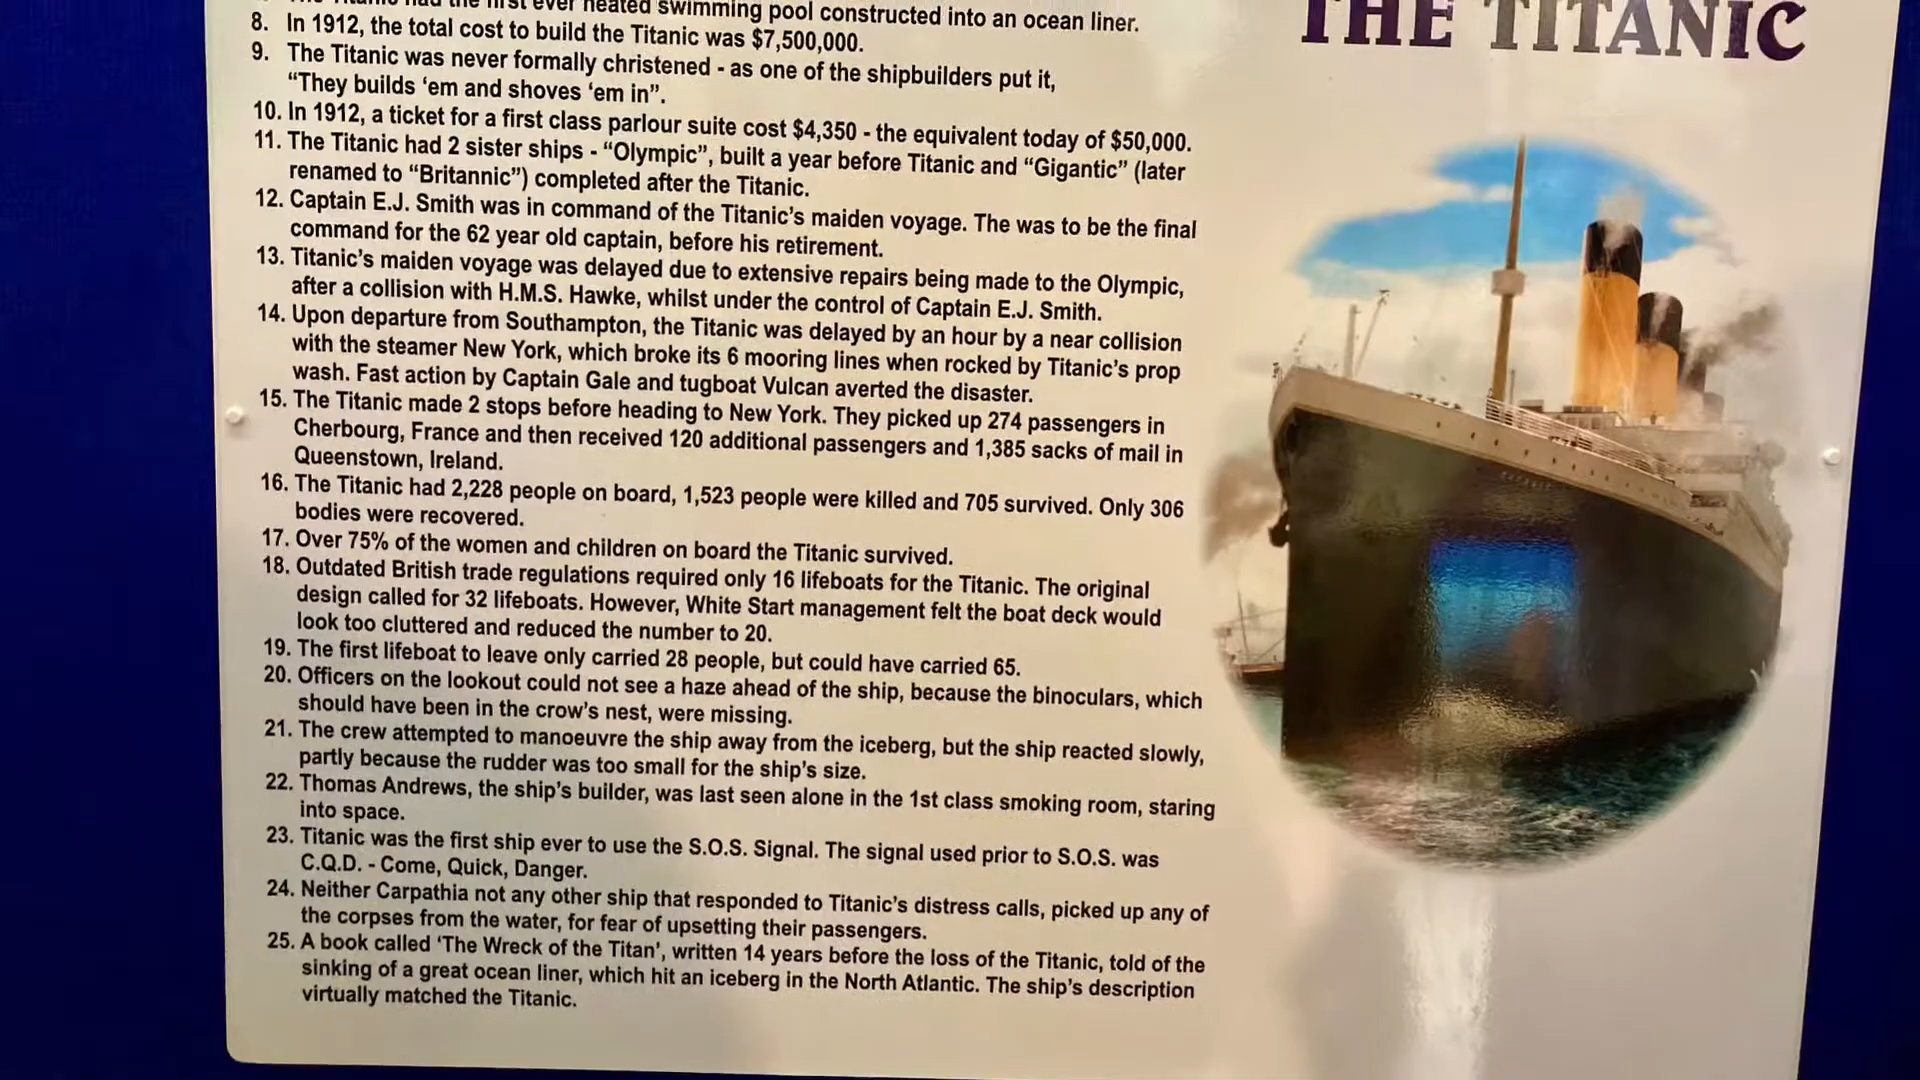 had the first ever heated swimming pool constructed into an ocean liner.
8. In 1912, the total cost to build the Titanic was $7,500,000.
9. The Titanic was never formally christened - as one of the shipbuilders put it,
“They builds ‘em and shoves ‘em in”.
10. In 1912, a ticket for a first class parlour suite cost $4,350 - the equivalent today of $50,000.
11. The Titanic had 2 sister ships - “Olympic”, built a year before Titanic and “Gigantic” (later
renamed to “Britannic”) completed after the Titanic.
12. Captain E.J. Smith was in command of the Titanic’s maiden voyage. The was to be the final
command for the 62 year old captain, before his retirement.
13. Titanic’s maiden voyage was delayed due to extensive repairs being made to the Olympic,
after a collision with H.M.S. Hawke, whilst under the control of Captain E.J. Smith.
14. Upon departure from Southampton, the Titanic was delayed by an hour by a near collision
with the steamer New York, which broke its 6 mooring lines when rocked by Titanic’s prop
wash. Fast action by Captain Gale and tugboat Vulcan averted the disaster.
15. The Titanic made 2 stops before heading to New York. They picked up 274 passengers in
Cherbourg, France and then received 120 additional passengers and 1,385 sacks of mail in
Queenstown, Ireland.
16. The Titanic had 2,228 people on board, 1,523 people were killed and 705 survived. Only 306
bodies were recovered.
17. Over 75% of the women and children on board the Titanic survived.
18. Outdated British trade regulations required only 16 lifeboats for the Titanic. The original
design called for 32 lifeboats. However, White Start management felt the boat deck would
look too cluttered and reduced the number to 20.
19. The first lifeboat to leave only carried 28 people, but could have carried 65.
20. Officers on the lookout could not see a haze ahead of the ship, because the binoculars, which
should have been in the crow’s nest, were missing.
21. The crew attempted to manoeuvre the ship away from the iceberg, but the ship reacted slowly,
partly because the rudder was too small for the ship’s size.
22. Thomas Andrews, the ship’s builder, was last seen alone in the 1st class smoking room, staring
into space.
23. Titanic was the first ship ever to use the S.O.S. Signal. The signal used prior to S.O.S. was
C.Q.D. - Come, Quick, Danger.
24. Neither Carpathia not any other ship that responded to Titanic’s distress calls, picked up any of
the corpses from the water, for fear of upsetting their passengers.
25. A book called ‘The Wreck of the Titan’, written 14 years before the loss of the Titanic, told of the
sinking of a great ocean liner, which hit an iceberg in the North Atlantic. The ship’s description
virtually matched the Titanic.
THE TITANIC